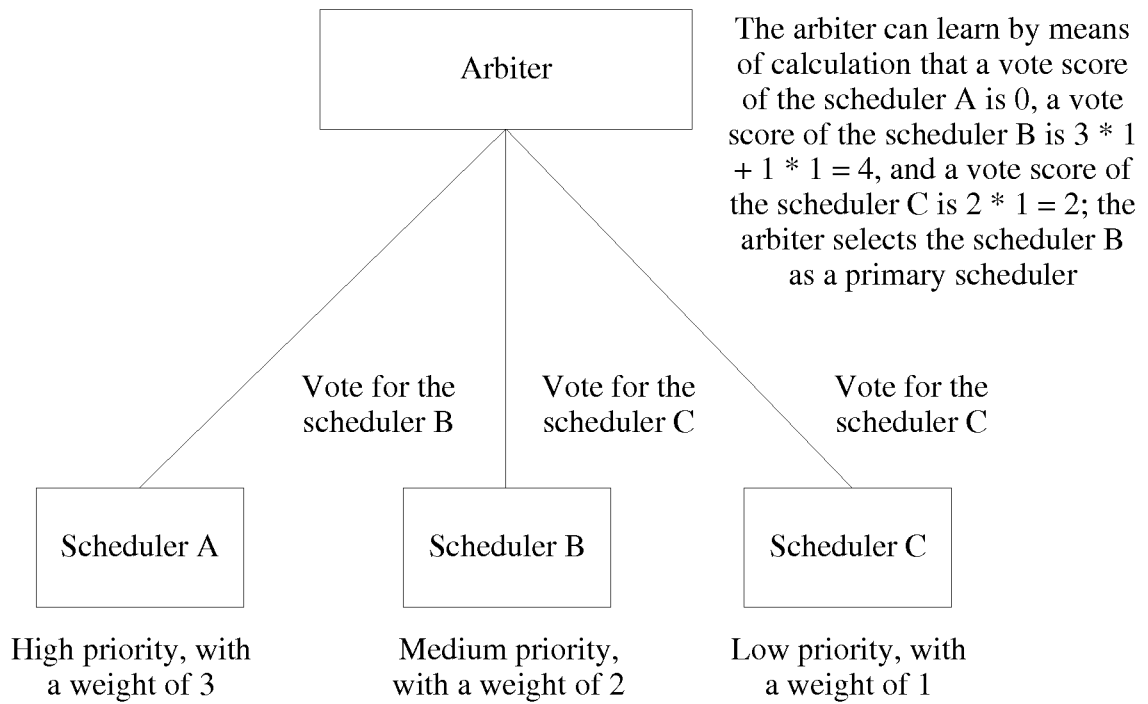 Arbiter
The arbiter can learn by means
of calculation that a vote score
of the scheduler A is 0, a vote
score of the scheduler B is 3 * 1
+ 1 * 1 = 4, and a vote score of
the scheduler C is 2 * 1 = 2; the
arbiter selects the scheduler B
as a primary scheduler
Vote for the
scheduler B
Vote for the
scheduler C
Vote for the
scheduler C
Scheduler A
Scheduler B
Scheduler C
High priority, with
a weight of 3
Medium priority,
with a weight of 2
Low priority, with
a weight of 1